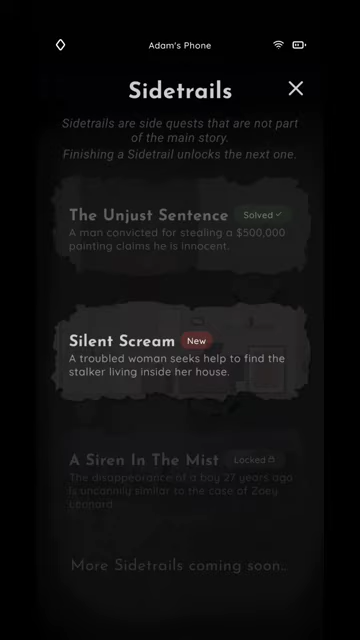 Adam's Phone
Sidetrails
Sidetrails are side quests that are not part
of the main story.
Finishing a Sidetrail unlocks the next one.
The Unjust Sentence Solved
A man convicted for stealing a $500,000
painting claims he is innocent.
Silent Scream New
A troubled woman seeks help to find the
stalker living inside her house.
A Siren In The Mist Locked
The disappearance of a boy 27 years ago
is uncannily similar to the case of Zoey
Leonard.
More Sidetrails coming soon..